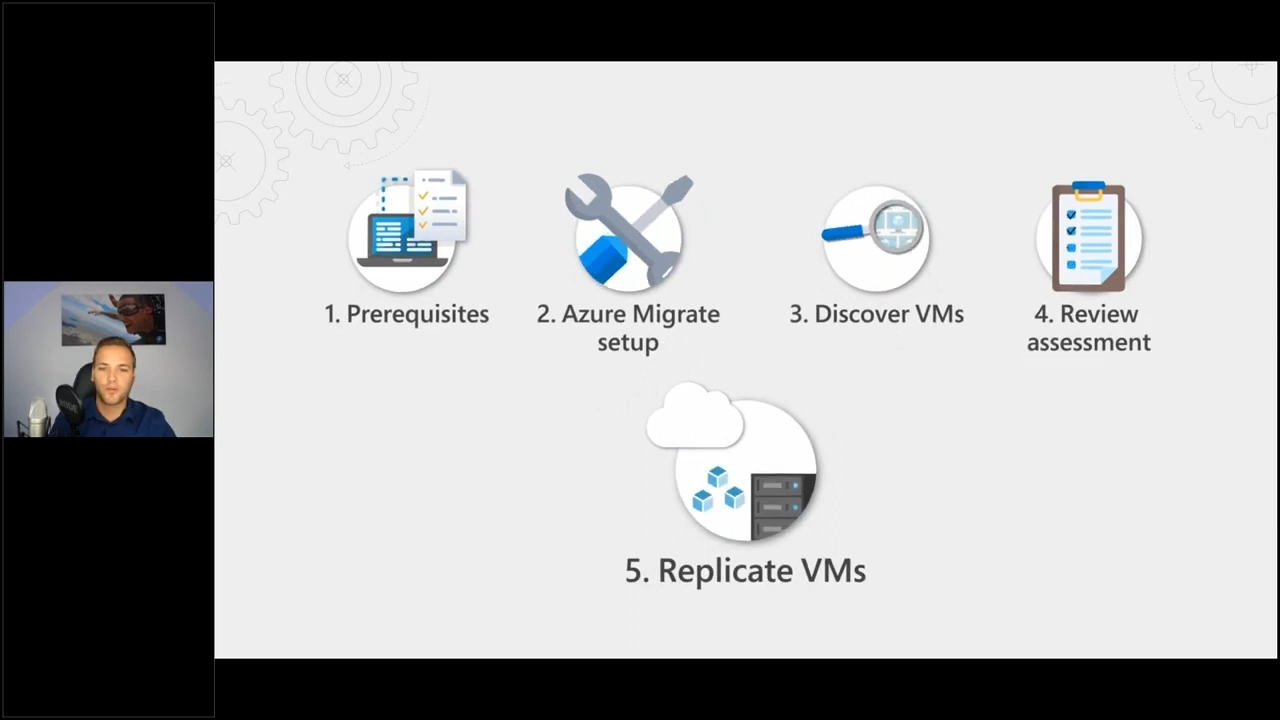 1. Prerequisites
2. Azure Migrate
setup
3. Discover VMs
4. Review
assessment
5. Replicate VMs